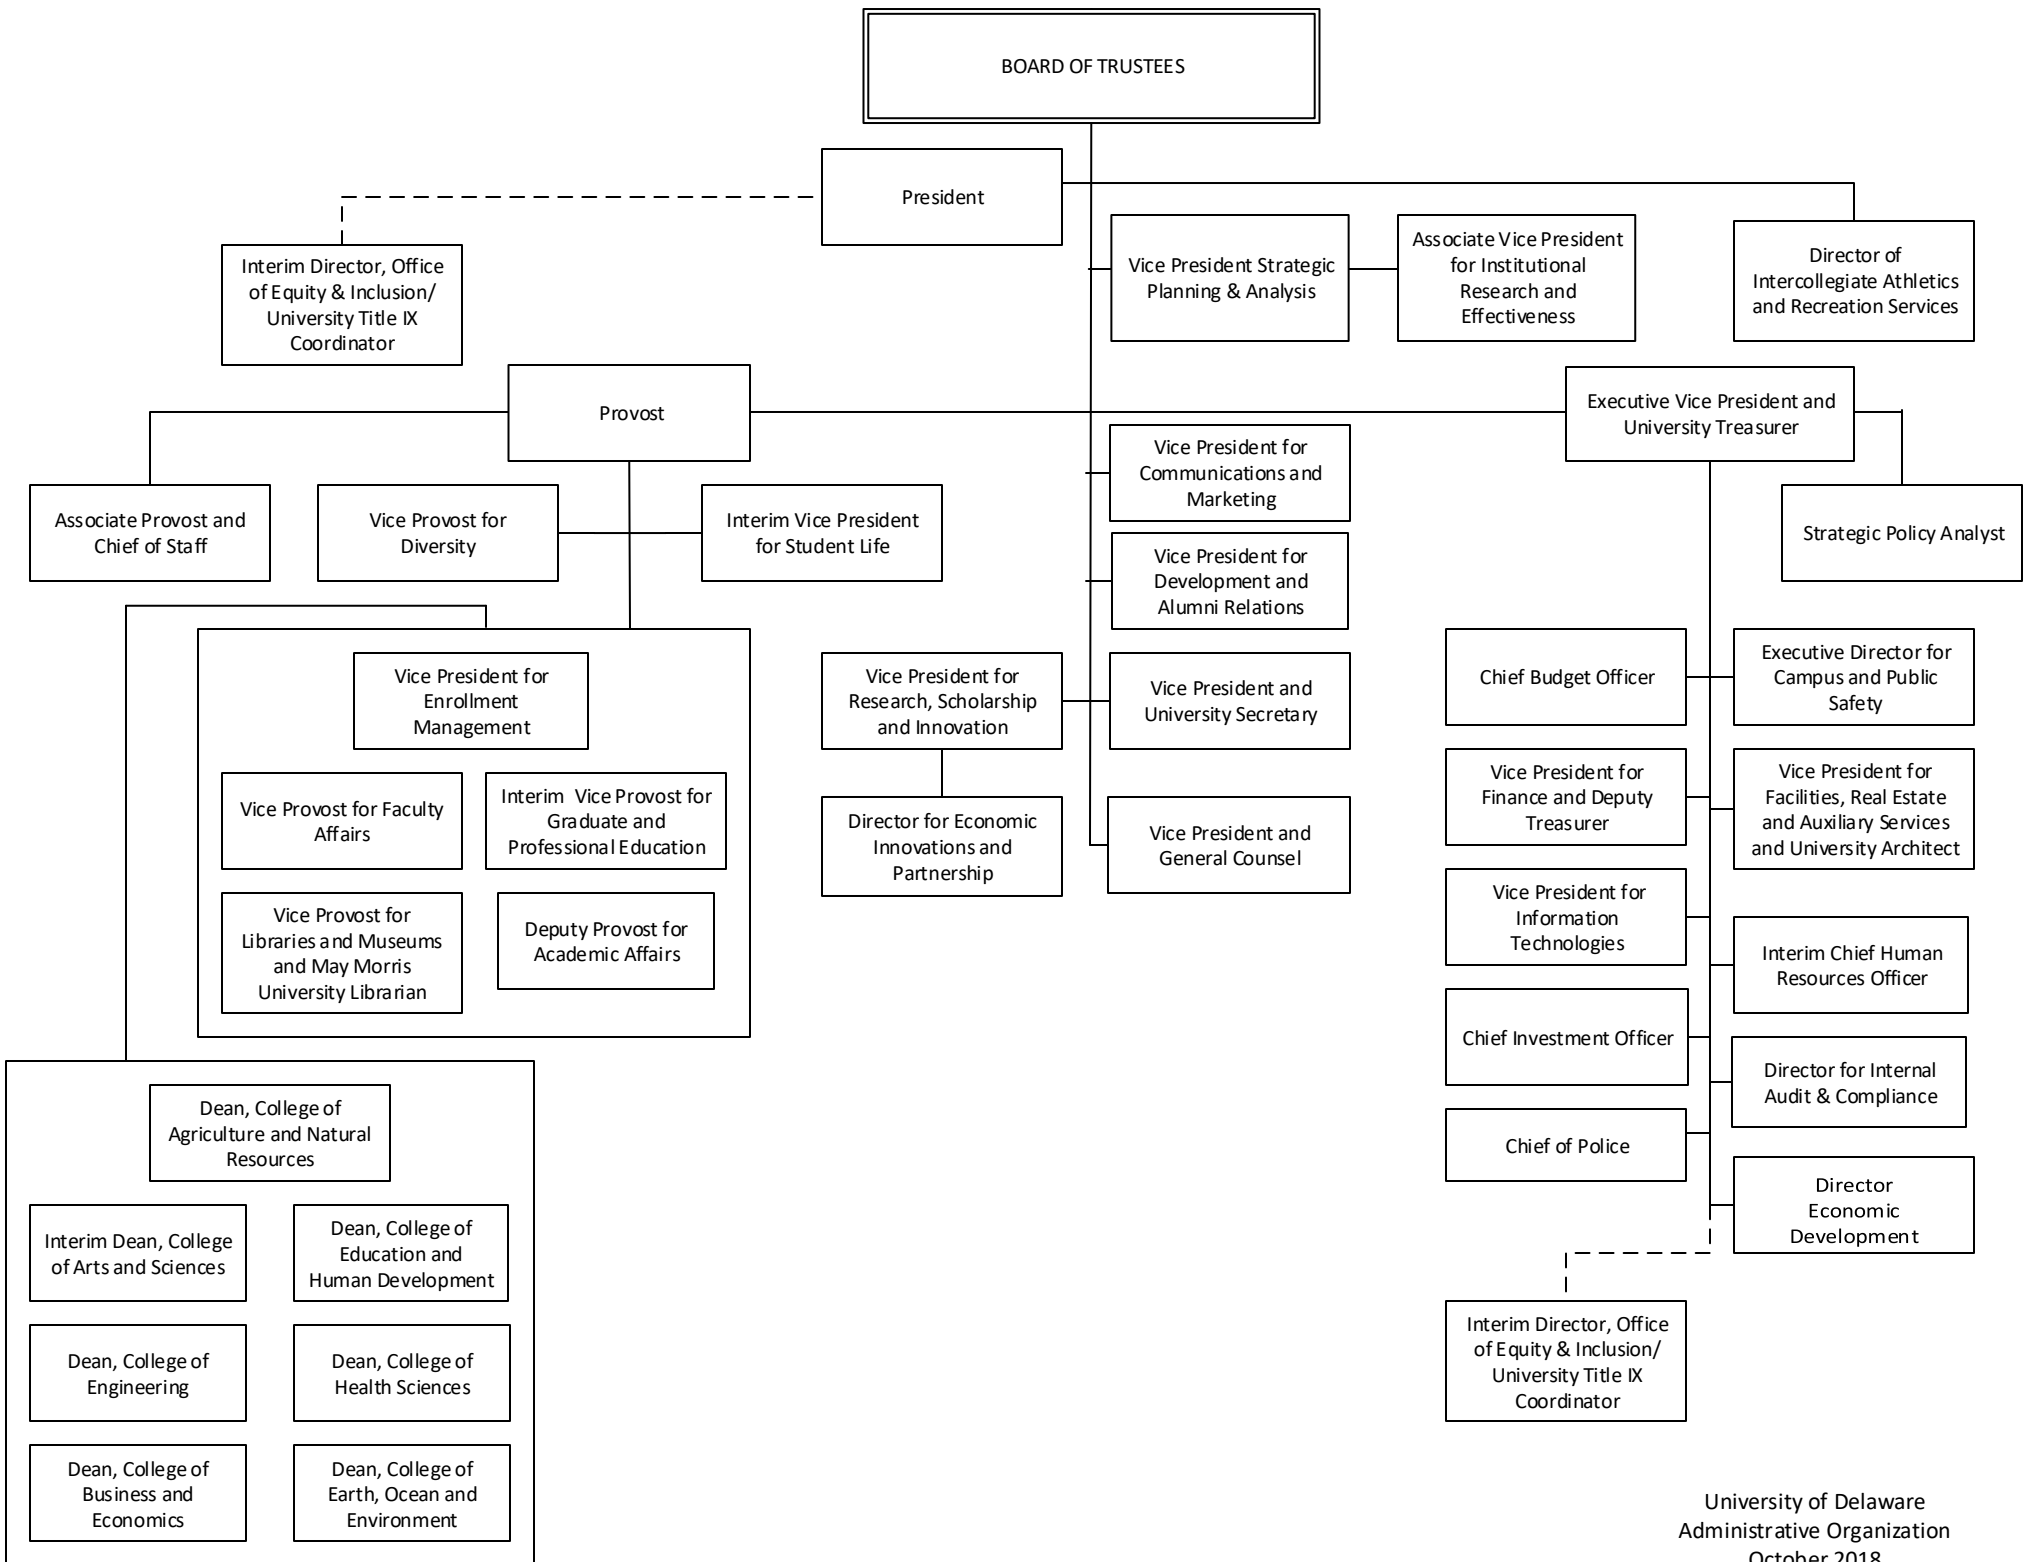 BOARD OF TRUSTEES
President
Interim Director, Office
of Equity & Inclusion/
University Title IX
Coordinator
Vice President Strategic
Planning & Analysis
Associate Vice President
for Institutional
Research and
Effectiveness
Director of
Intercollegiate Athletics
and Recreation Services
Provost
Executive Vice President and
University Treasurer
Associate Provost and
Chief of Staff
Vice Provost for
Diversity
Interim Vice President
for Student Life
Vice President for
Communications and
Marketing
Strategic Policy Analyst
Vice President for
Development and
Alumni Relations
Vice President for
Enrollment
Management
Vice Provost for Faculty
Affairs
Interim Vice Provost for
Graduate and
Professional Education
Vice Provost for
Libraries and Museums
and May Morris
University Librarian
Deputy Provost for
Academic Affairs
Vice President for
Research, Scholarship
and Innovation
Vice President and
University Secretary
Director for Economic
Innovations and
Partnership
Vice President and
General Counsel
Chief Budget Officer
Executive Director for
Campus and Public
Safety
Vice President for
Finance and Deputy
Treasurer
Vice President for
Facilities, Real Estate
and Auxiliary Services
and University Architect
Vice President for
Information
Technologies
Interim Chief Human
Resources Officer
Chief Investment Officer
Director for Internal
Audit & Compliance
Chief of Police
Director
Economic
Development
Interim Director, Office
of Equity & Inclusion/
University Title IX
Coordinator
Dean, College of
Agriculture and Natural
Resources
Interim Dean, College
of Arts and Sciences
Dean, College of
Education and
Human Development
Dean, College of
Engineering
Dean, College of
Health Sciences
Dean, College of
Business and
Economics
Dean, College of
Earth, Ocean and
Environment
University of Delaware
Administrative Organization
October 2018